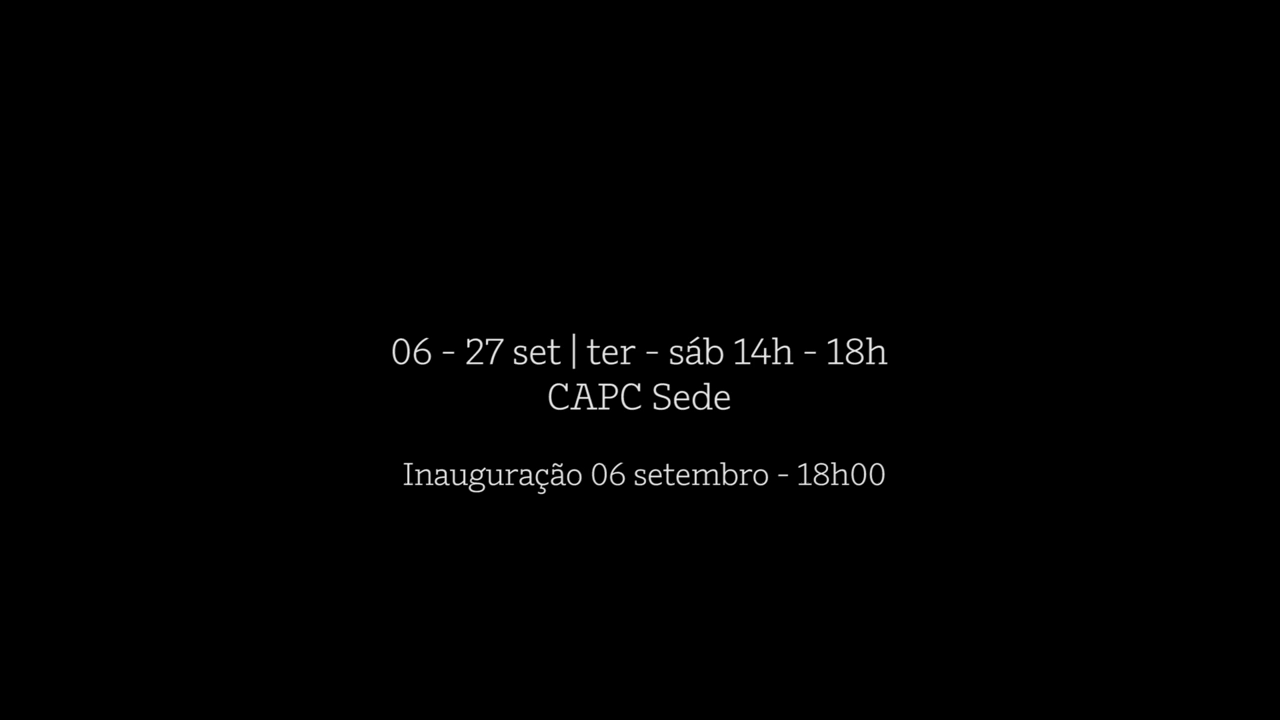 06 - 27 set | ter - sáb 14h - 18h
CAPC Sede
Inauguração 06 setembro - 18h00